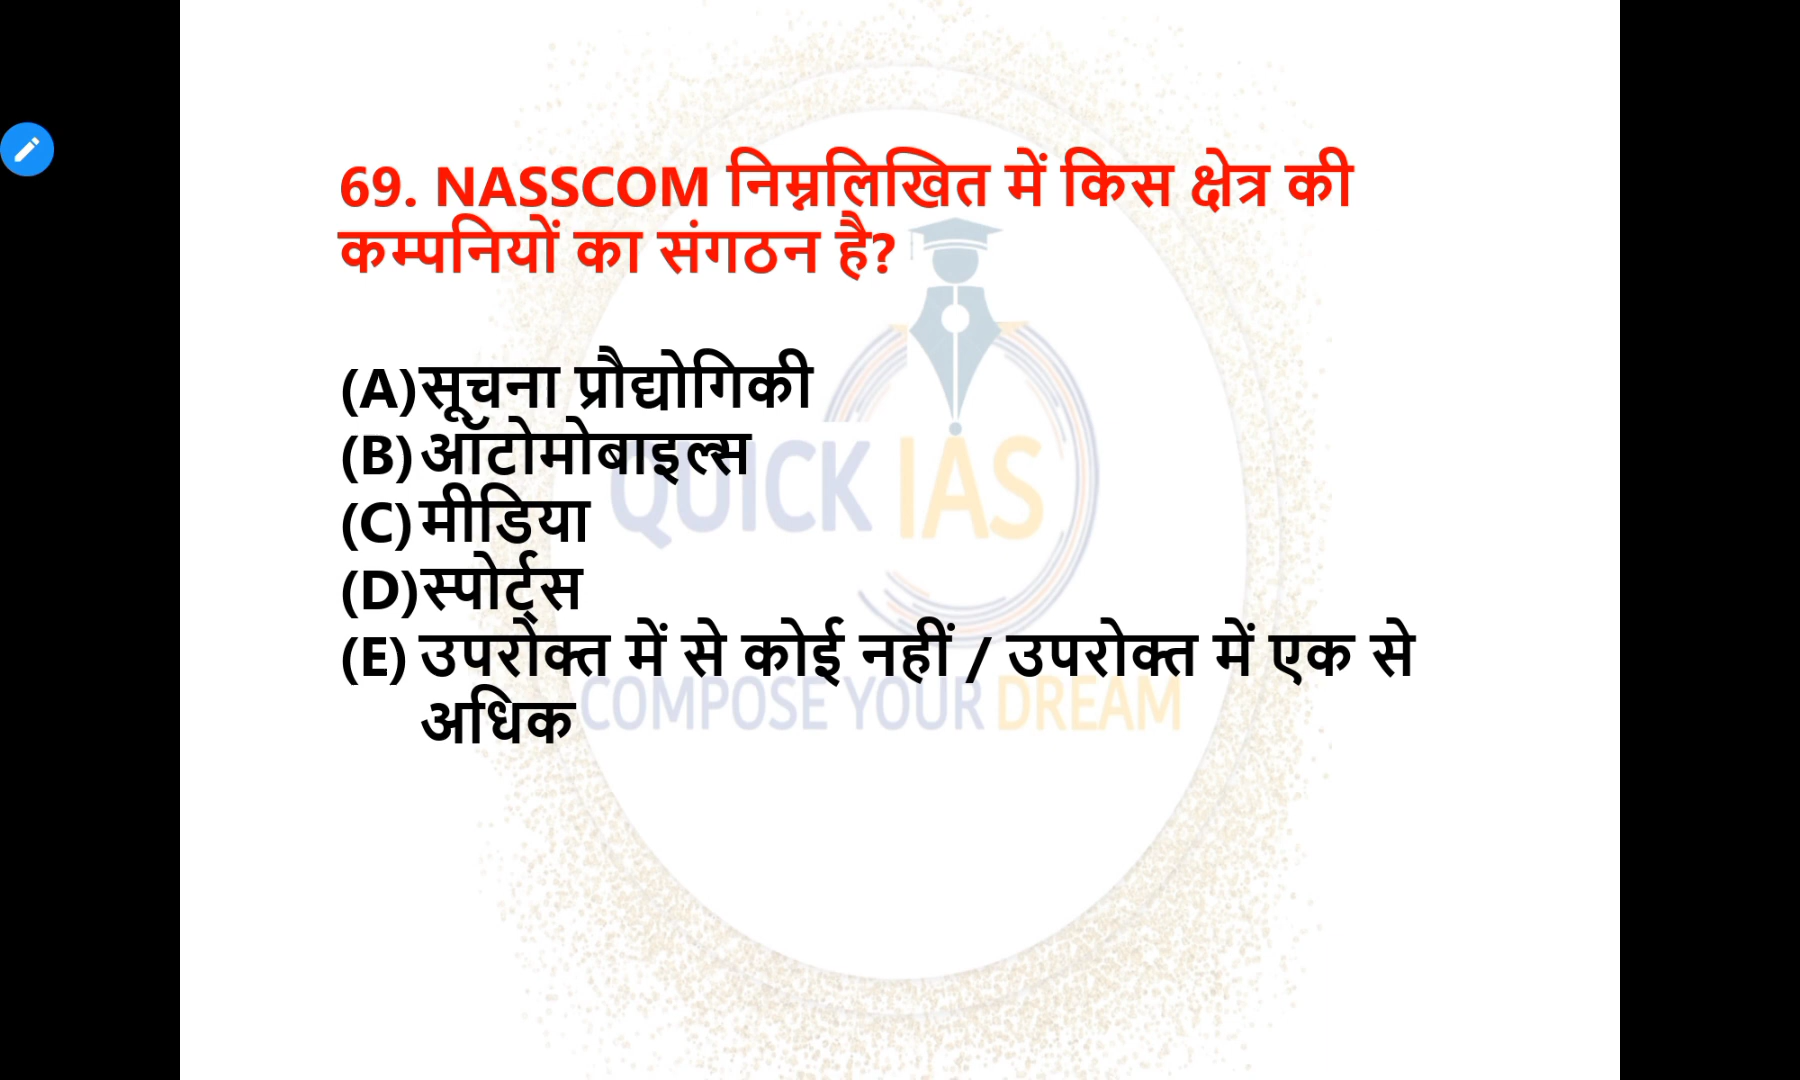 69. NASSCOM निम्नलिखित में किस क्षेत्र की
कम्पनियों का संगठन है?
(A)सूचना प्रौद्योगिकी
(B)ऑटोमोबाइल्स
(C)मीडिया
(D)स्पोर्ट्स
(E) उपरोक्त में से कोई नहीं / उपरोक्त में एक से
अधिक
QUICK IAS
COMPOSE YOUR DREAM